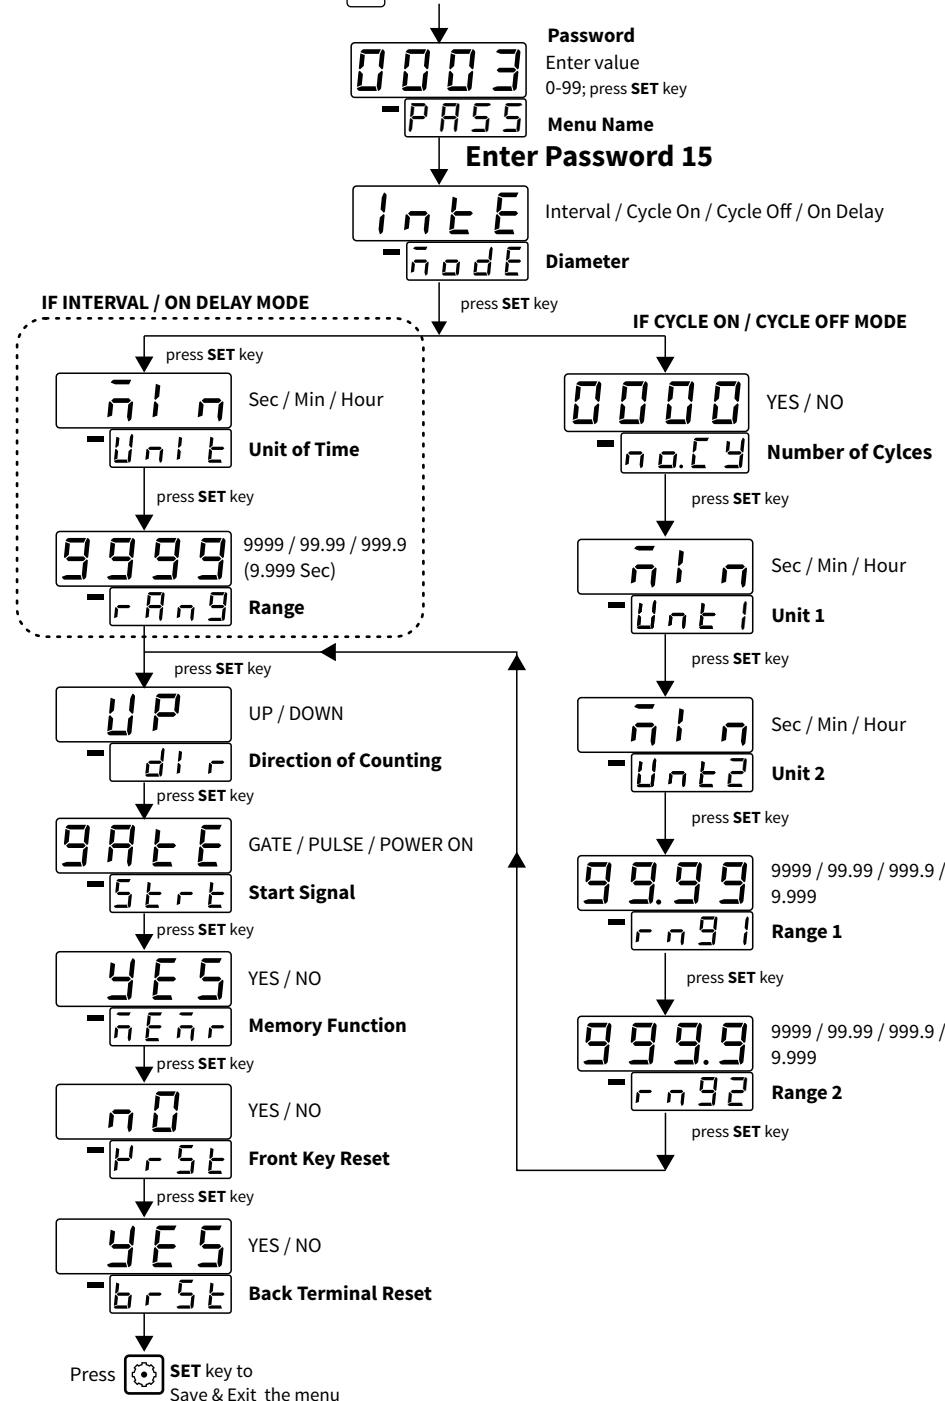 0003
Password
Enter value
0-99; press SET key
PASS
Menu Name
Enter Password 15
IntE
Interval / Cycle On / Cycle Off / On Delay
modE
Diameter
press SET key
IF INTERVAL / ON DELAY MODE
IF CYCLE ON / CYCLE OFF MODE
press SET key
mIn
Sec / Min / Hour
UnIt
Unit of Time
press SET key
9999
9999 / 99.99 / 999.9
(9.999 Sec)
rAng
Range
press SET key
UP
UP / DOWN
dIr
Direction of Counting
press SET key
gAtE
GATE / PULSE / POWER ON
Strt
Start Signal
press SET key
YES
YES / NO
mEmr
Memory Function
press SET key
nO
YES / NO
KrSt
Front Key Reset
press SET key
YES
YES / NO
brSt
Back Terminal Reset
Press SET key to
Save & Exit the menu
0000
YES / NO
no.CY
Number of Cylces
press SET key
mIn
Sec / Min / Hour
Unt1
Unit 1
press SET key
mIn
Sec / Min / Hour
Unt2
Unit 2
press SET key
99.99
9999 / 99.99 / 999.9 /
9.999
rng1
Range 1
press SET key
999.9
9999 / 99.99 / 999.9 /
9.999
rng2
Range 2
press SET key